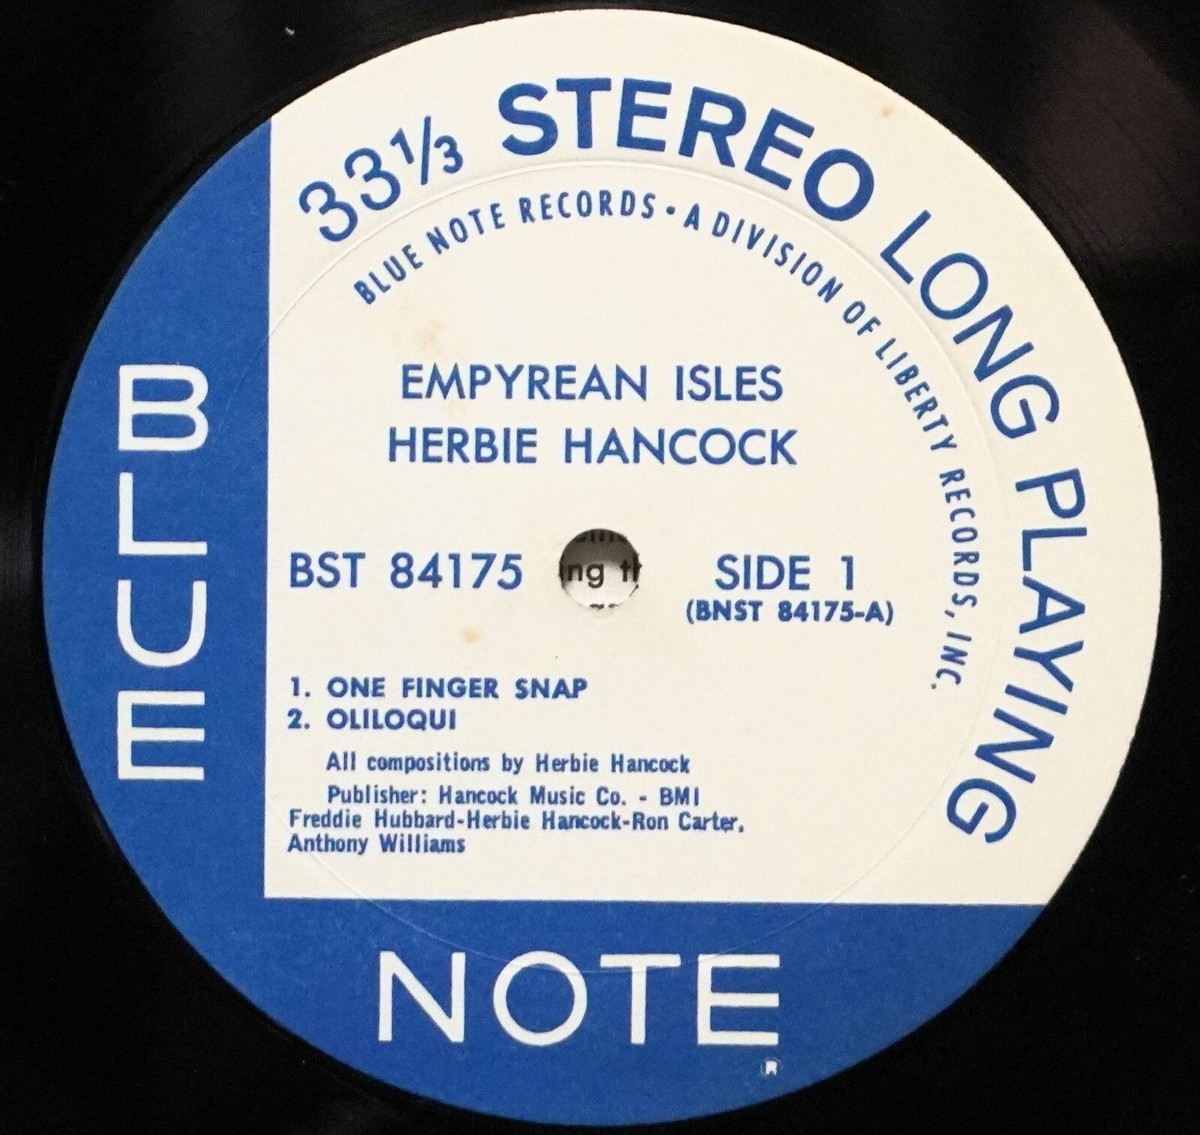 33⅓ STEREO LONG PLAYING
BLUE NOTE RECORDS • A DIVISION OF LIBERTY RECORDS, INC.
EMPYREAN ISLES
HERBIE HANCOCK
BST 84175
ng
SIDE 1
(BNST 84175-A)
1. ONE FINGER SNAP
2. OLILOQUI
All compositions by Herbie Hancock
Publisher: Hancock Music Co. - BMI
Freddie Hubbard-Herbie Hancock-Ron Carter,
Anthony Williams
BLUE
NOTE
®